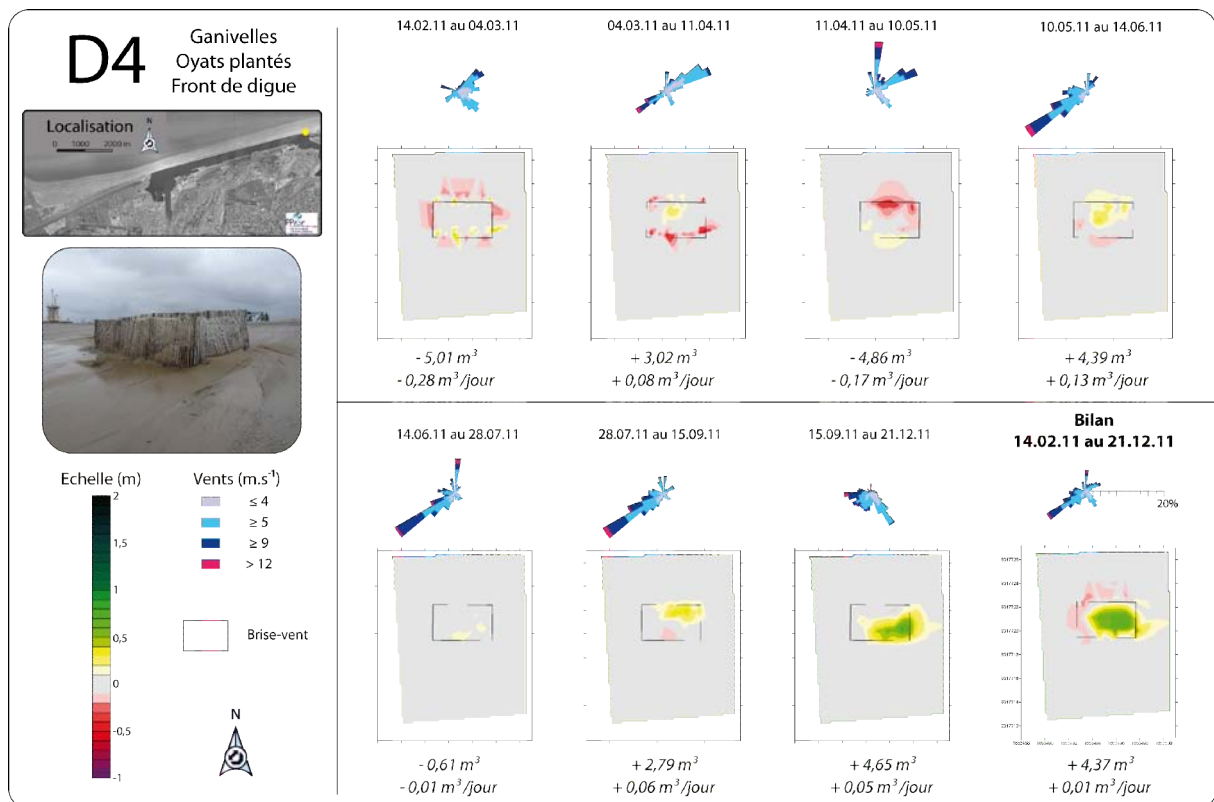 D4
Ganivelles
Oyats plantés
Front de digue
Localisation
N
0 1000 2000 m
Echelle (m)
2
1,5
1
0,5
0
-0,5
-1
Vents (m.s⁻¹)
≤ 4
≥ 5
≥ 9
> 12
Brise-vent
N
14.02.11 au 04.03.11
- 5,01 m³
- 0,28 m³/jour
04.03.11 au 11.04.11
+ 3,02 m³
+ 0,08 m³/jour
11.04.11 au 10.05.11
- 4,86 m³
- 0,17 m³/jour
10.05.11 au 14.06.11
+ 4,39 m³
+ 0,13 m³/jour
14.06.11 au 28.07.11
- 0,61 m³
- 0,01 m³/jour
28.07.11 au 15.09.11
+ 2,79 m³
+ 0,06 m³/jour
15.09.11 au 21.12.11
+ 4,65 m³
+ 0,05 m³/jour
Bilan
14.02.11 au 21.12.11
20%
+ 4,37 m³
+ 0,01 m³/jour